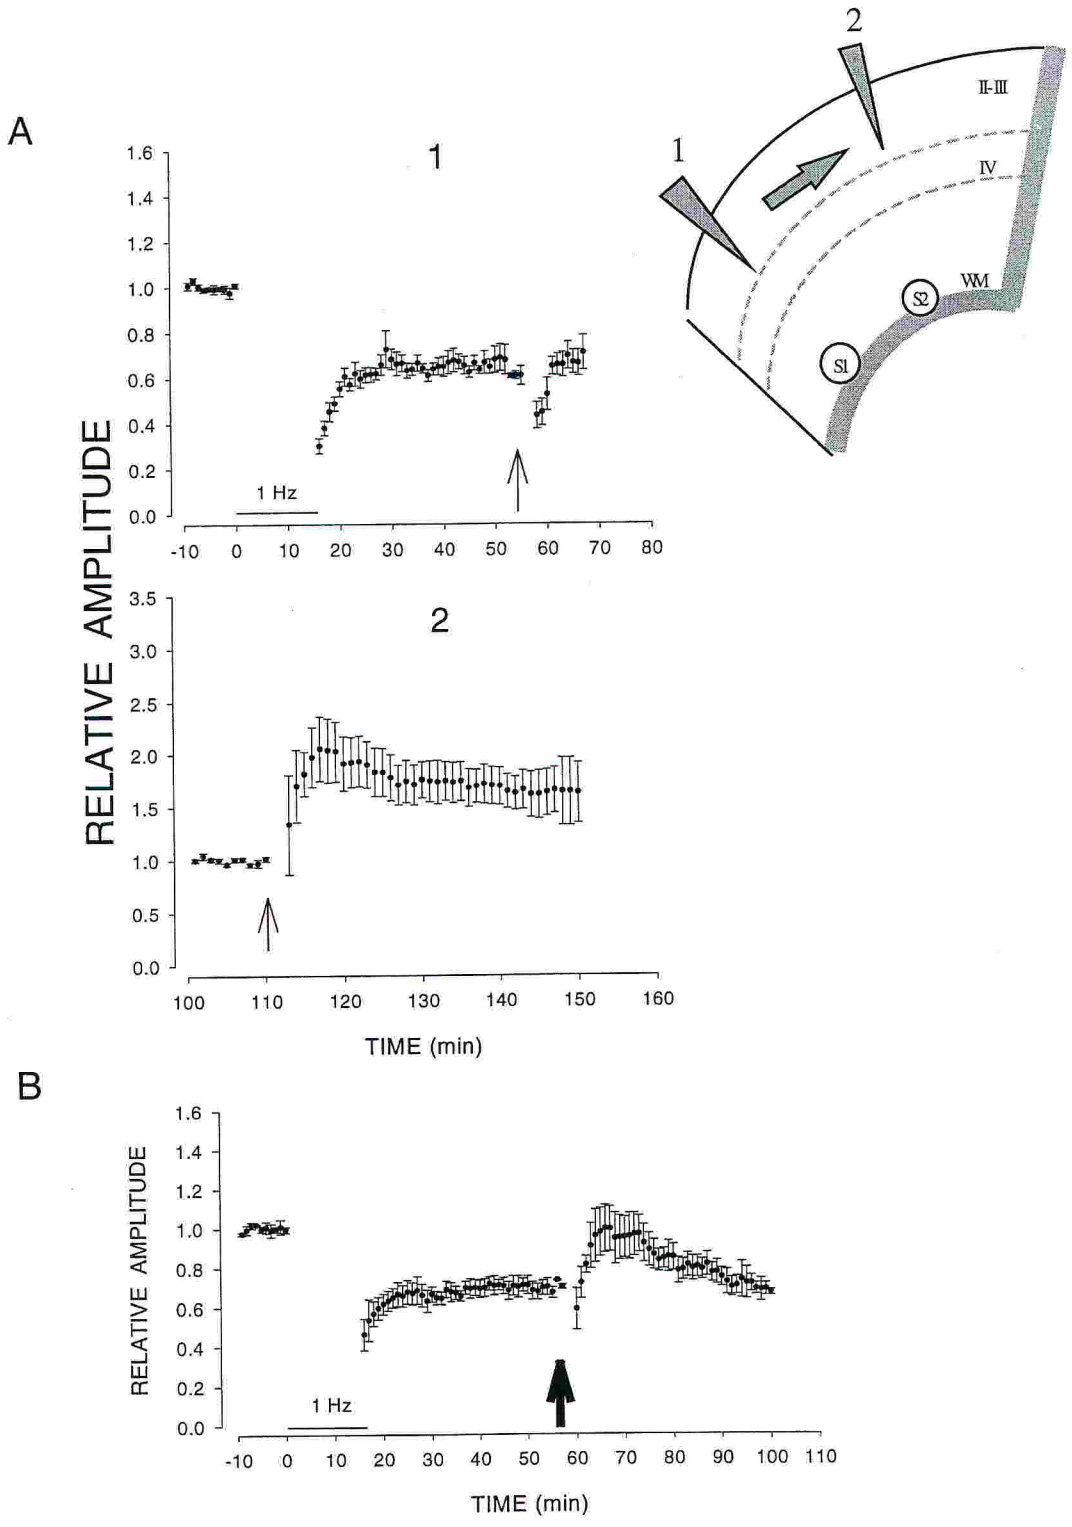 A
1
2
II-III
IV
WM
S2
S1
1
RELATIVE AMPLITUDE
1.6
1.4
1.2
1.0
0.8
0.6
0.4
0.2
0.0
1 Hz
-10 0 10 20 30 40 50 60 70 80
2
3.5
3.0
2.5
2.0
1.5
1.0
0.5
0.0
100 110 120 130 140 150 160
TIME (min)
B
RELATIVE AMPLITUDE
1.6
1.4
1.2
1.0
0.8
0.6
0.4
0.2
0.0
1 Hz
-10 0 10 20 30 40 50 60 70 80 90 100 110
TIME (min)